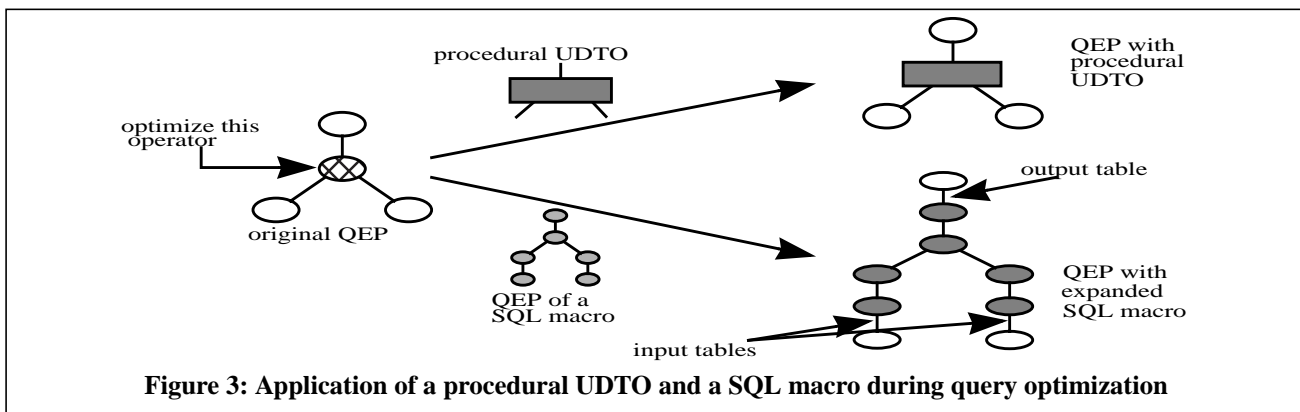 procedural UDTO
QEP with
procedural
UDTO
optimize this
operator
original QEP
output table
QEP of a
SQL macro
QEP with
expanded
SQL macro
input tables
Figure 3: Application of a procedural UDTO and a SQL macro during query optimization